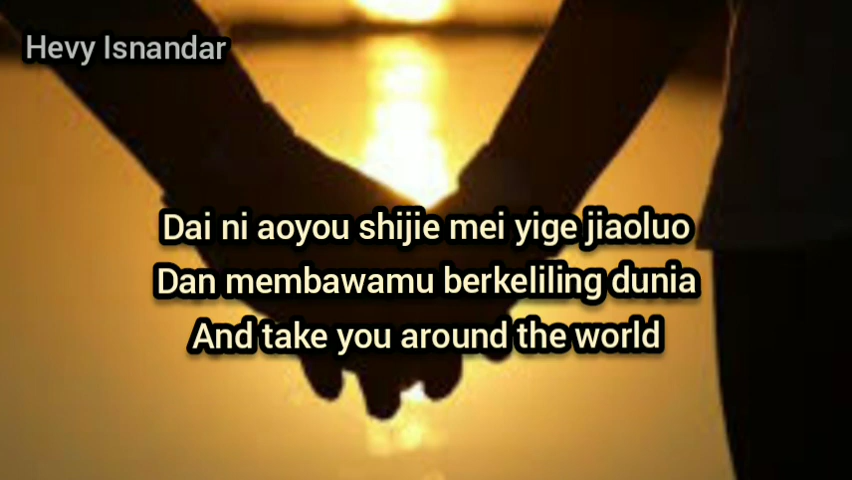 Hevy Isnandar
Dai ni aoyou shijie mei yige jiaoluo
Dan membawamu berkeliling dunia
And take you around the world